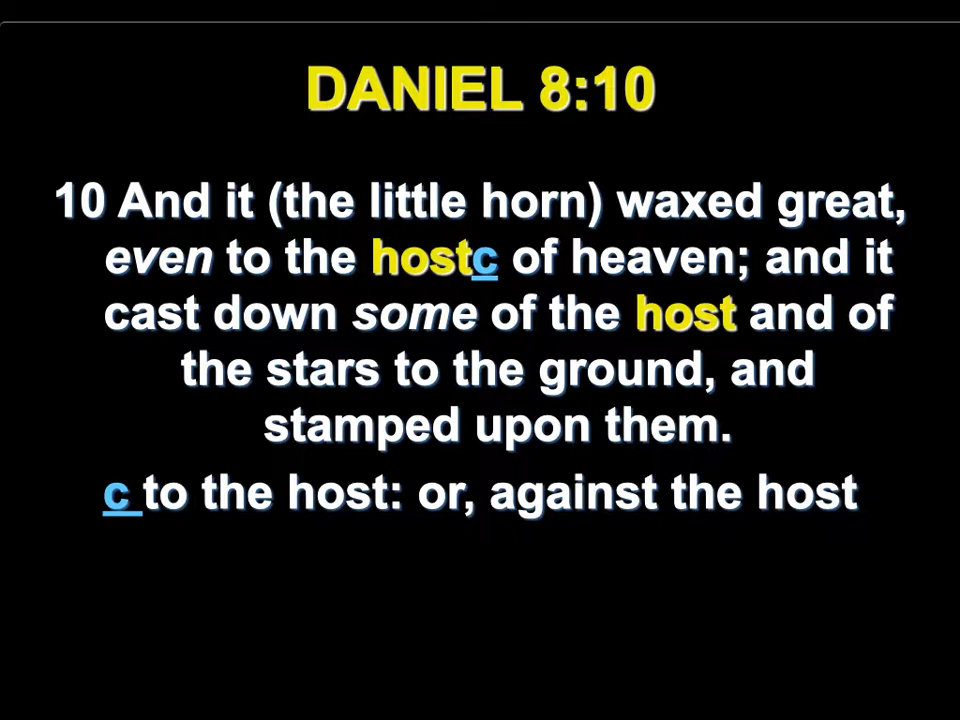 DANIEL 8:10
10 And it (the little horn) waxed great,
even to the hostc of heaven; and it
cast down some of the host and of
the stars to the ground, and
stamped upon them.
c to the host: or, against the host